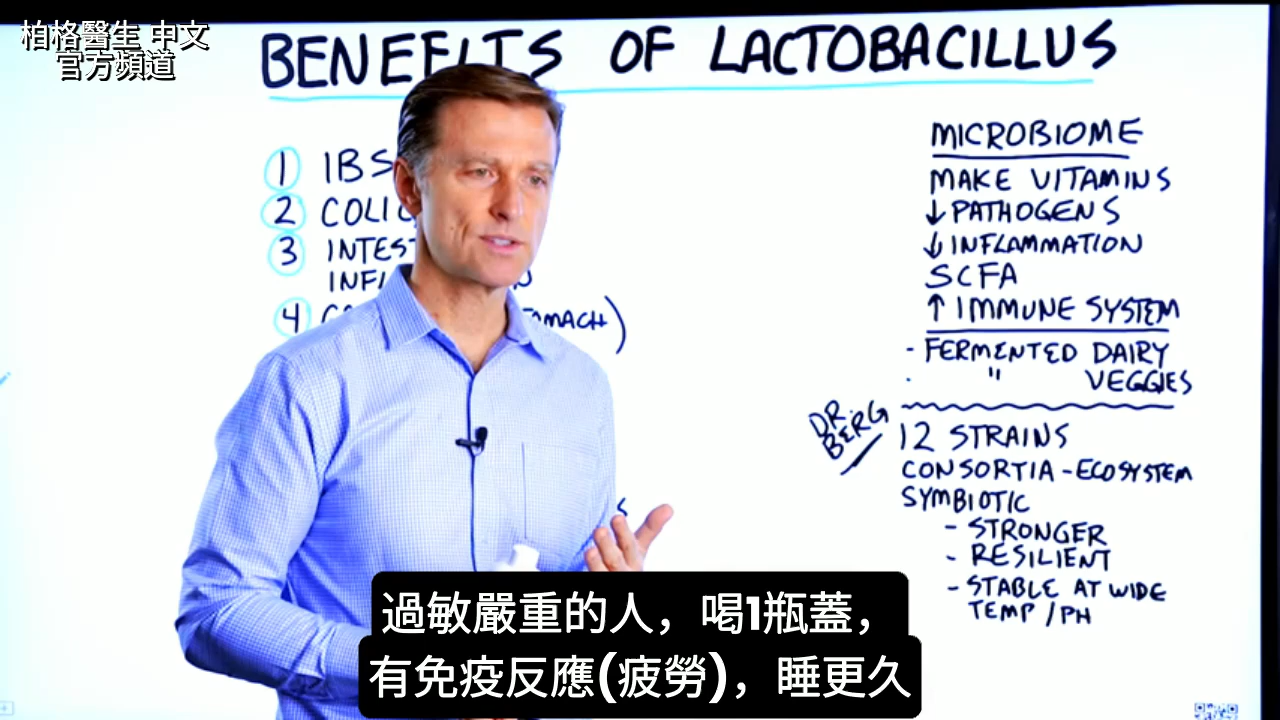 柏格醫生 中文
官方頻道
BENEFITS OF LACTOBACILLUS
1 IBS
2 COLIC
3 INTEST
INFL
4
STOMACH)
MICROBIOME
MAKE VITAMINS
↓ PATHOGENS
↓ INFLAMMATION
SCFA
↑ IMMUNE SYSTEM
- FERMENTED DAIRY
- " VEGGIES
DR. BERG
12 STRAINS
CONSORTIA - ECOSYSTEM
SYMBIOTIC
- STRONGER
- RESILIENT
- STABLE AT WIDE
TEMP / PH
過敏嚴重的人，喝1瓶蓋，
有免疫反應(疲勞)，睡更久